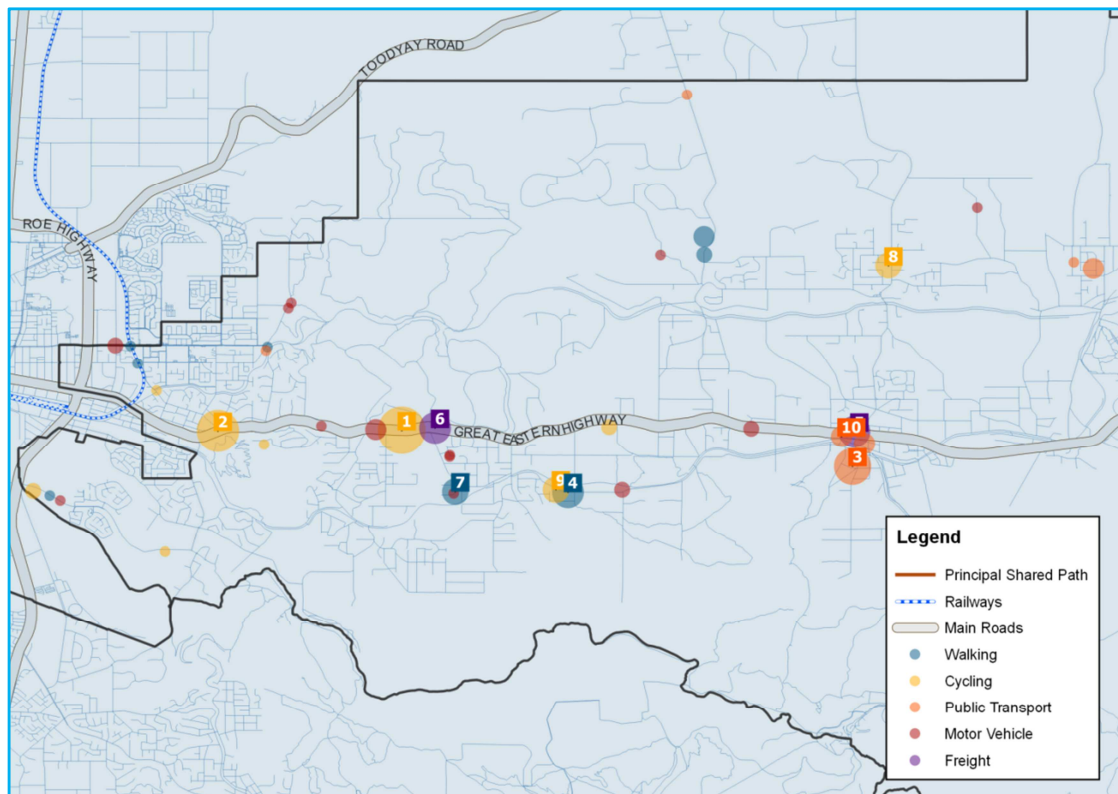 TOODYAY ROAD
ROE HIGHWAY
8
2
1
6
GREAT EASTERN HIGHWAY
10
3
7
9
4
Legend
Principal Shared Path
Railways
Main Roads
Walking
Cycling
Public Transport
Motor Vehicle
Freight